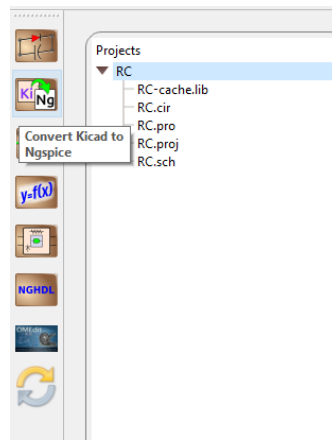 Projects
RC
RC-cache.lib
RC.cir
RC.pro
RC.proj
RC.sch
Ki Ng
Convert Kicad to
Ngspice
y=f(x)
NGHDL
OMEdit